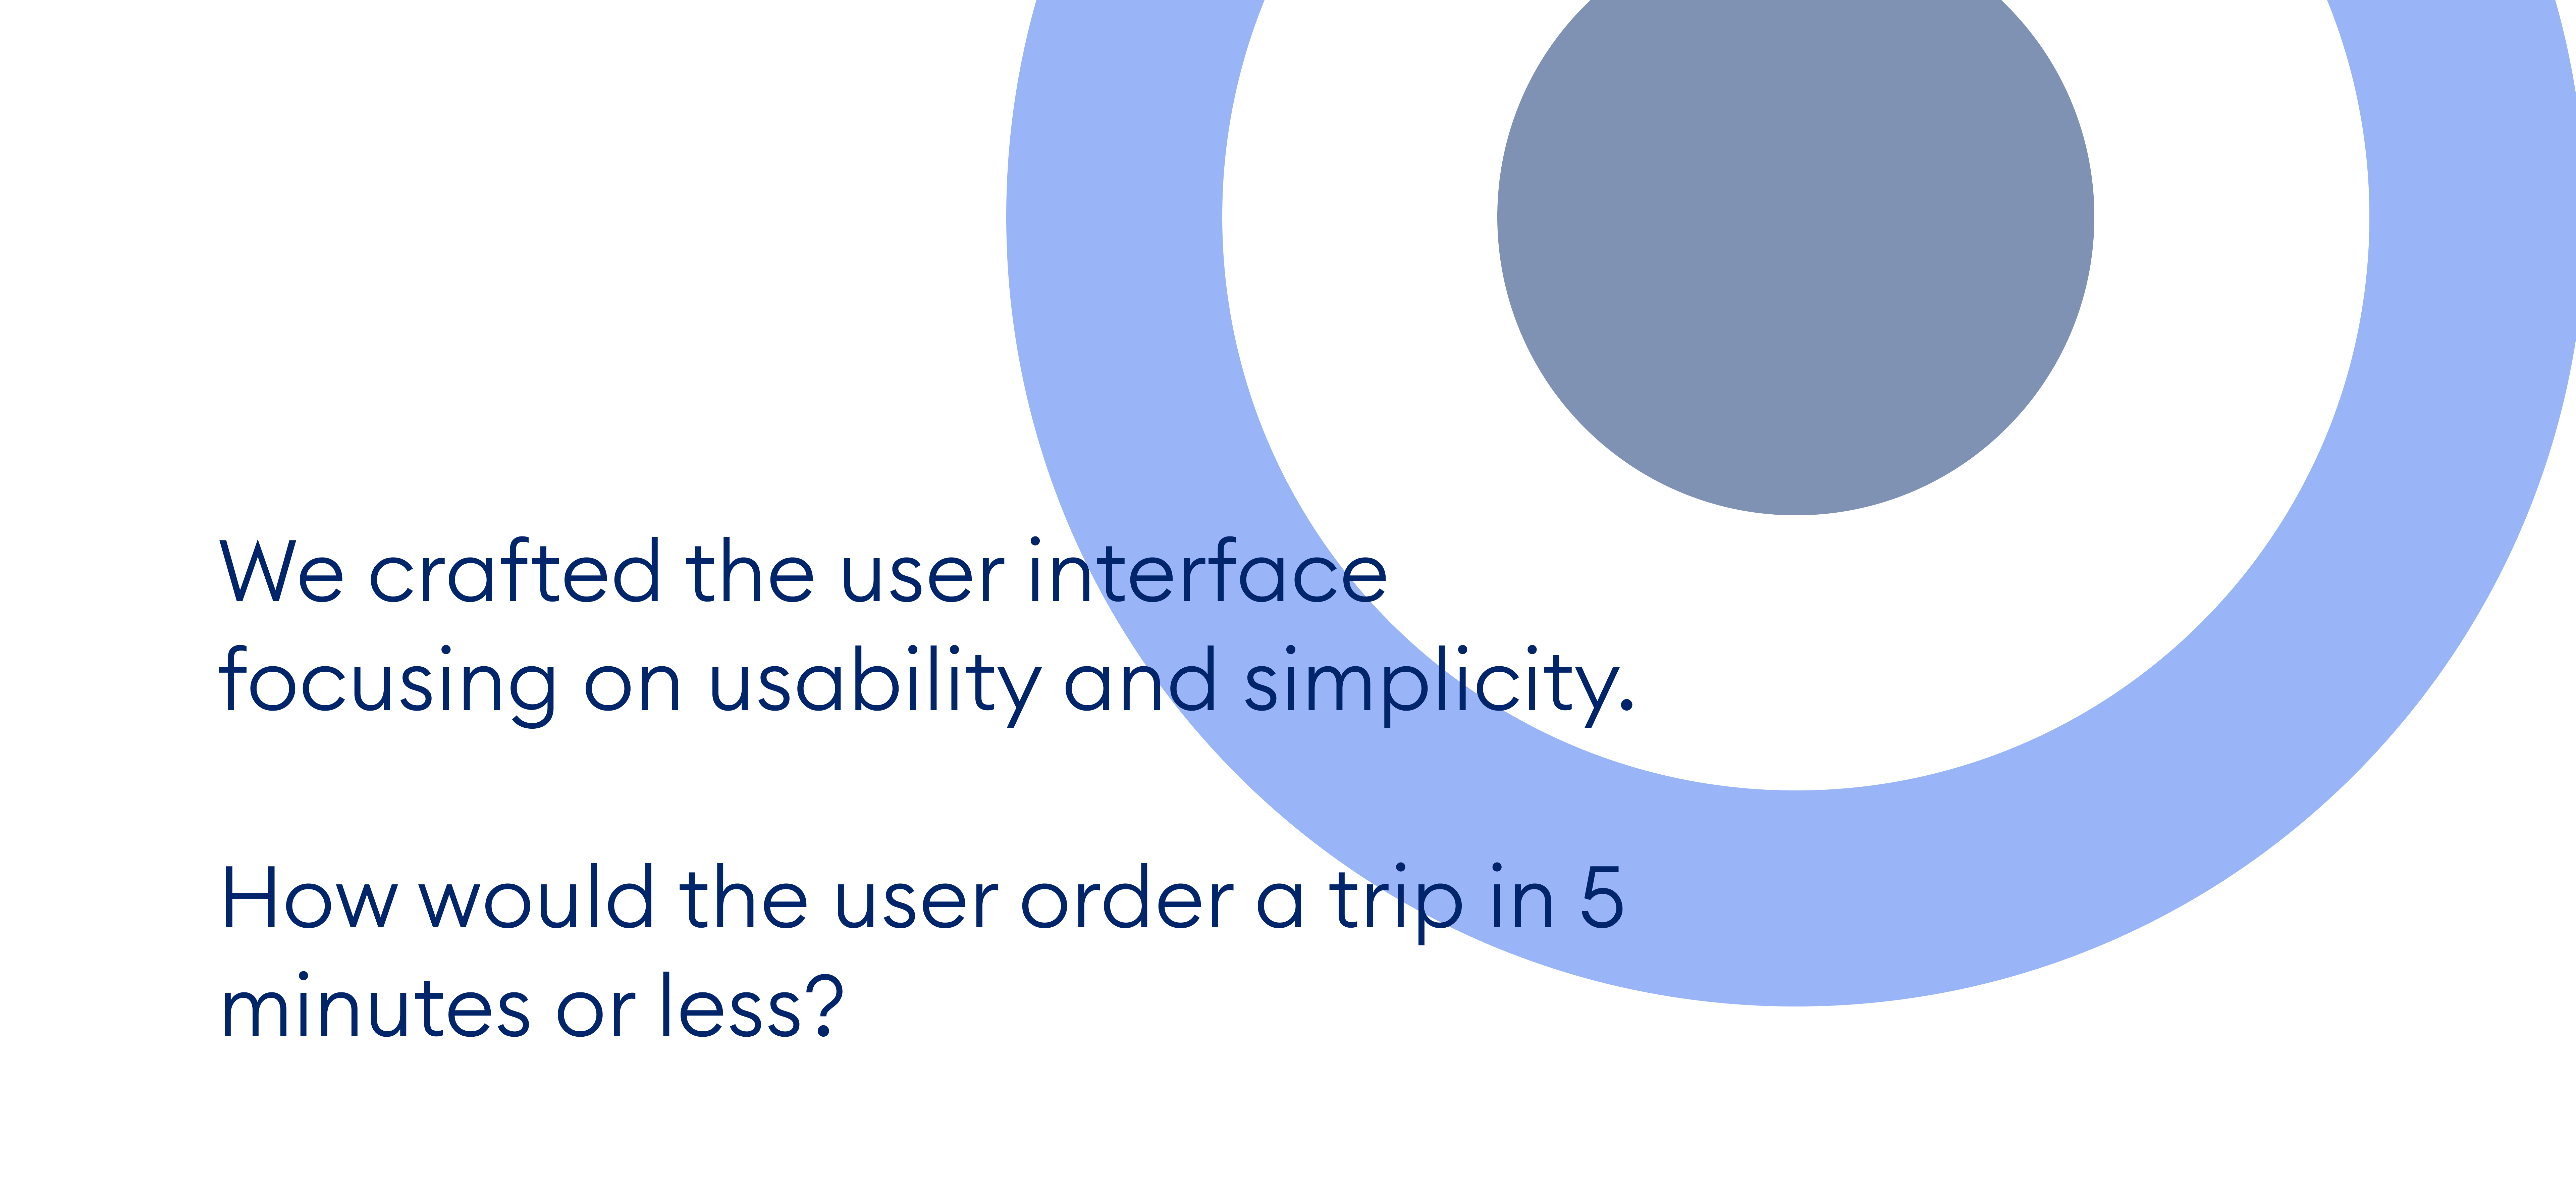 We crafted the user interface
focusing on usability and simplicity.
How would the user order a trip in 5
minutes or less?